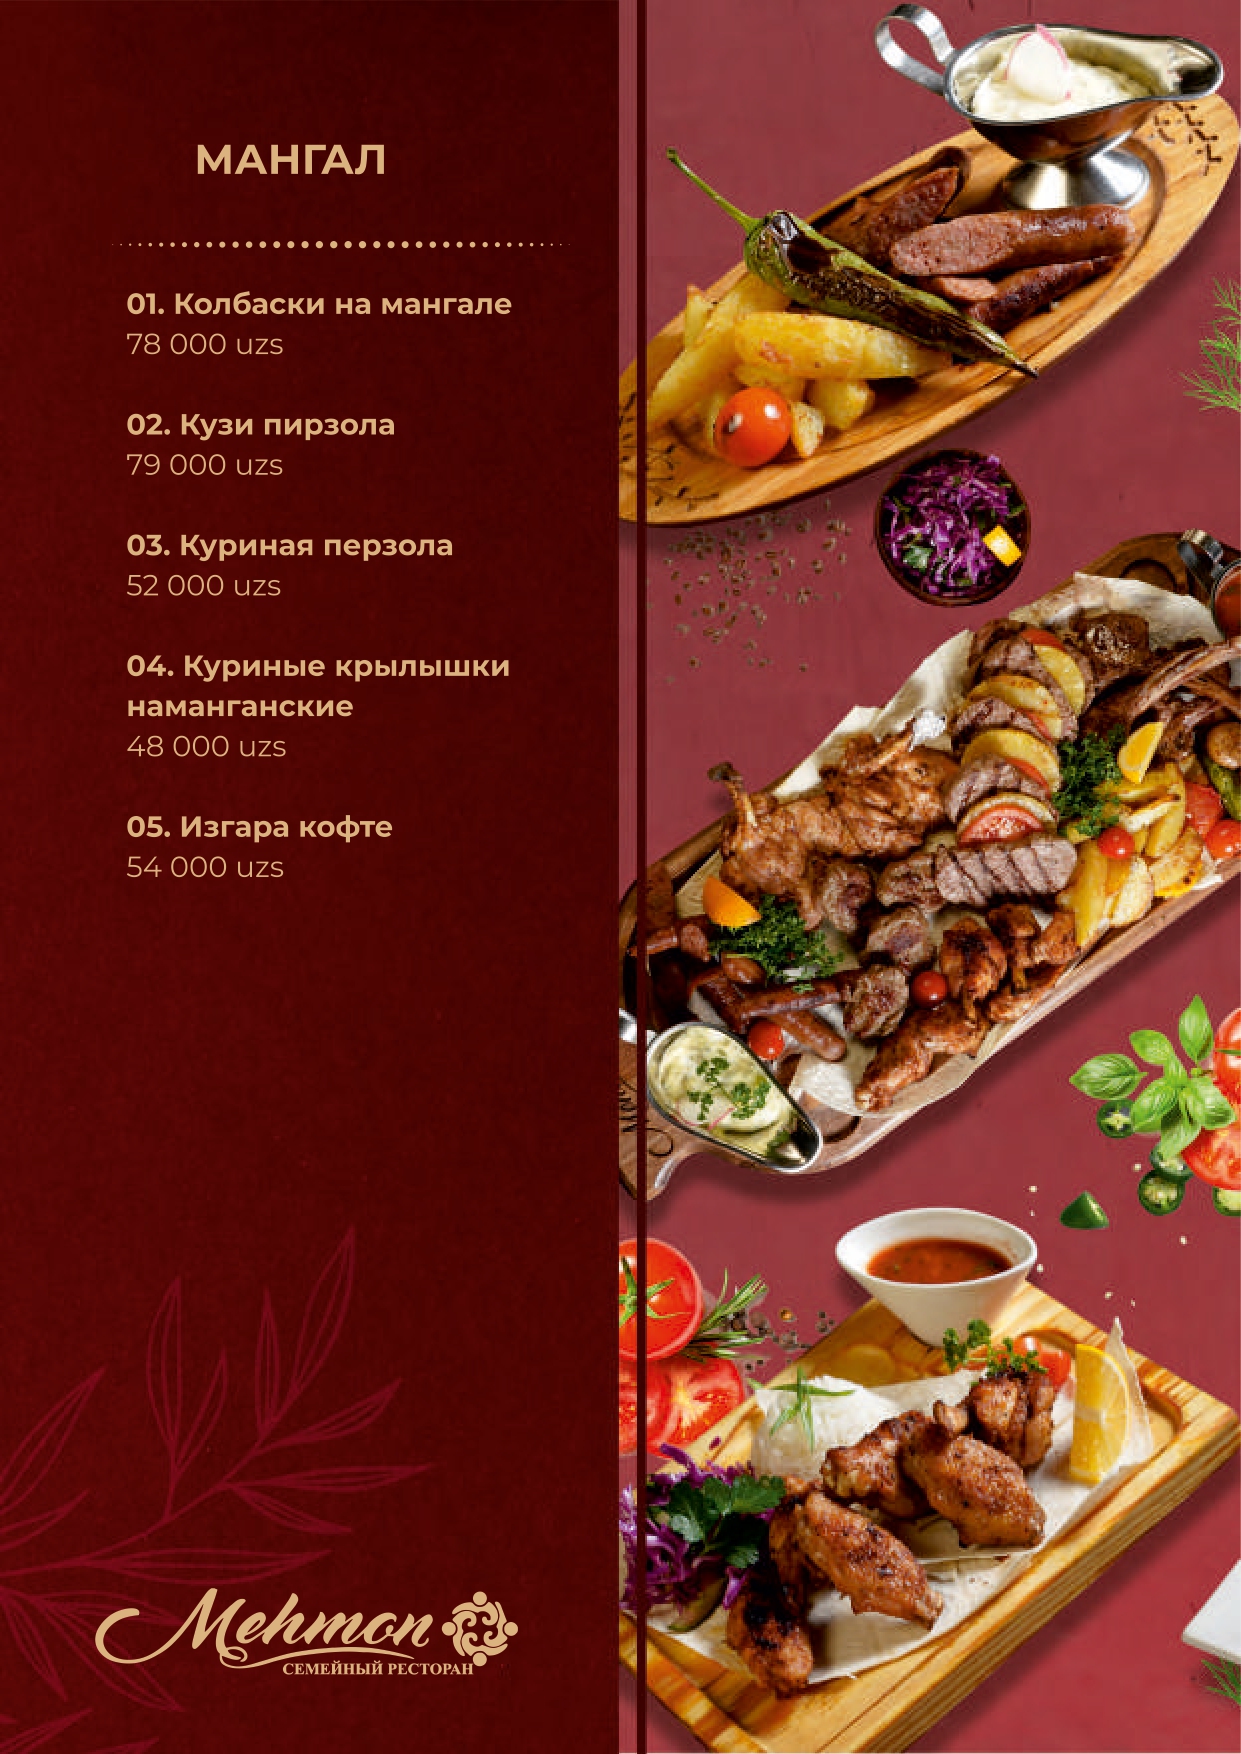 МАНГАЛ
01. Колбаски на мангале
78 000 uzs
02. Кузи пирзола
79 000 uzs
03. Куриная перзола
52 000 uzs
04. Куриные крылышки
наманганские
48 000 uzs
05. Изгара кофте
54 000 uzs
Mehmon
СЕМЕЙНЫЙ РЕСТОРАН